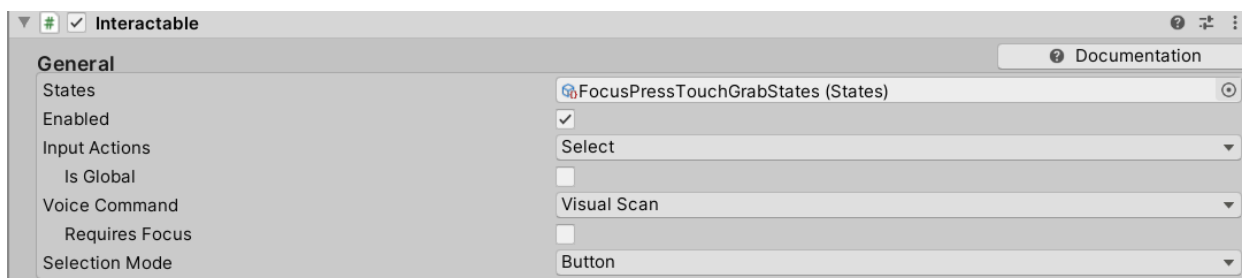 Interactable
General
Documentation
States FocusPressTouchGrabStates (States)
Enabled
Input Actions Select
Is Global
Voice Command Visual Scan
Requires Focus
Selection Mode Button